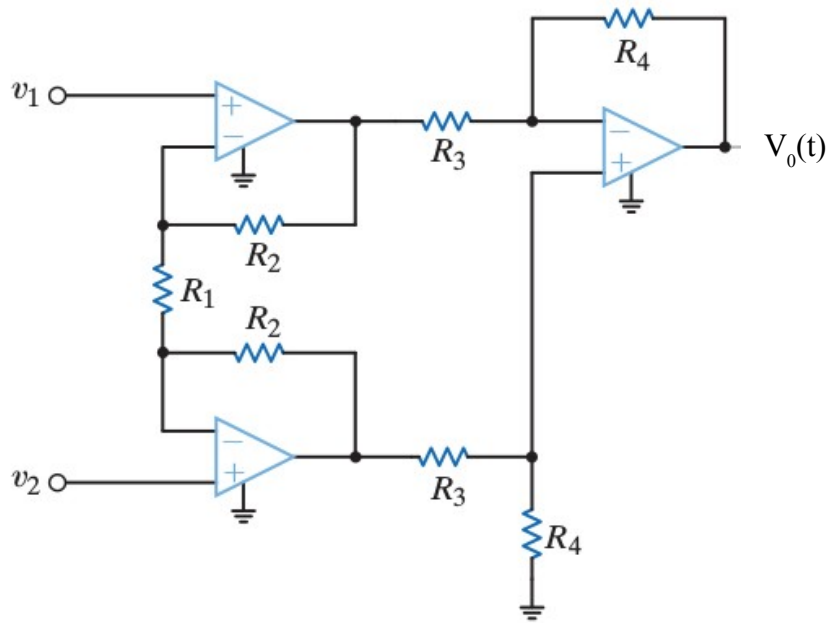 R₄
v₁
+
−
R₃
−
+
V₀(t)
R₂
R₁
R₂
−
+
v₂
R₃
R₄